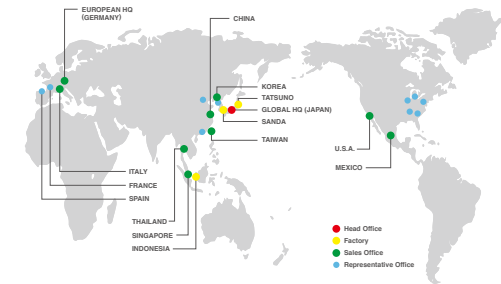 EUROPEAN HQ
(GERMANY)
CHINA
KOREA
TATSUNO
GLOBAL HQ (JAPAN)
SANDA
TAIWAN
U.S.A.
MEXICO
ITALY
FRANCE
SPAIN
THAILAND
SINGAPORE
INDONESIA
Head Office
Factory
Sales Office
Representative Office